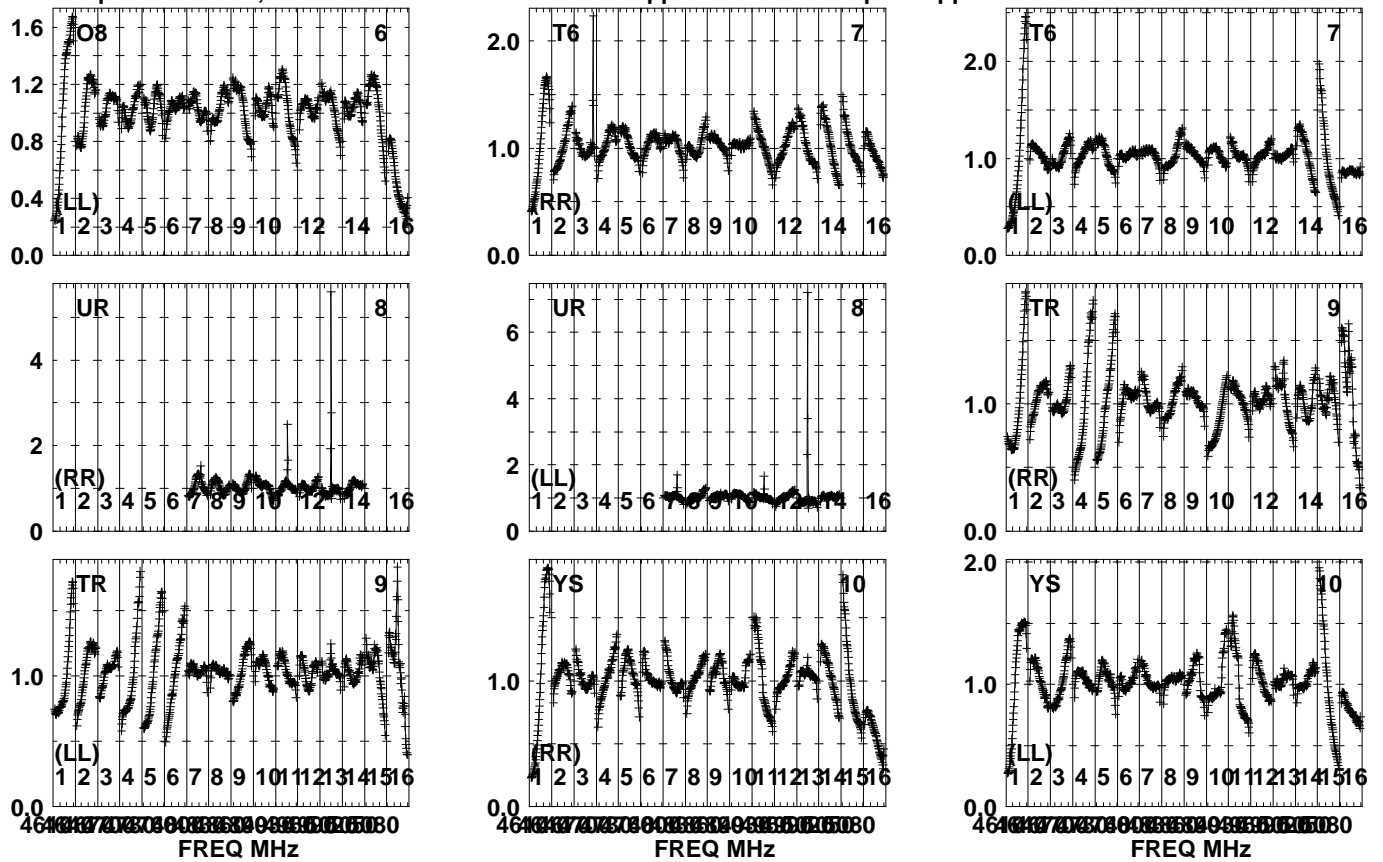 1.6 O8 6
1.2
0.8
0.4
0.0
(LL)
1 2 3 4 5 6 7 8 9 10 12 14 16
2.0 T6 7
1.0
0.0
(RR)
1 2 3 4 5 6 7 8 9 10 12 14 16
T6 7
2.0
1.0
0.0
(LL)
1 2 3 4 5 6 7 8 9 10 12 14 16
UR 8
4
2
0
(RR)
1 2 3 4 5 6 7 8 9 10 12 14 16
UR 8
6
4
2
0
(LL)
1 2 3 4 5 6 7 8 9 10 12 14 16
TR 9
1.0
0.0
(RR)
1 2 3 4 5 6 7 8 9 10 12 14 16
TR 9
1.0
0.0
(LL)
1 2 3 4 5 6 7 8 9 10 11 12 13 14 15 16
FREQ MHz
YS 10
1.0
0.0
(RR)
1 2 3 4 5 6 7 8 9 10 11 12 13 14 15 16
FREQ MHz
2.0 YS 10
1.0
0.0
(LL)
1 2 3 4 5 6 7 8 9 10 11 12 13 14 15 16
FREQ MHz